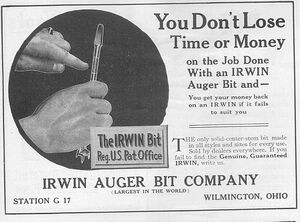 You Don't Lose
Time or Money
on the Job Done
With an IRWIN
Auger Bit and—
You get your money back
on an IRWIN if it fails
to suit you
The IRWIN Bit
Reg. U.S. Pat. Office
THE only solid-center-stem bit made
in all styles and sizes for every use.
Sold by dealers everywhere. If you
fail to find the Genuine, Guaranteed
IRWIN, write us.
IRWIN AUGER BIT COMPANY
(LARGEST IN THE WORLD)
STATION G 17 WILMINGTON, OHIO